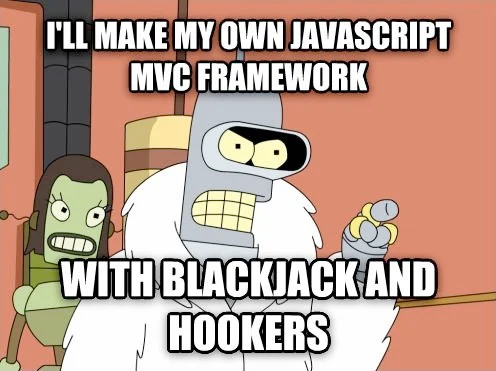 I'LL MAKE MY OWN JAVASCRIPT
MVC FRAMEWORK
WITH BLACKJACK AND
HOOKERS